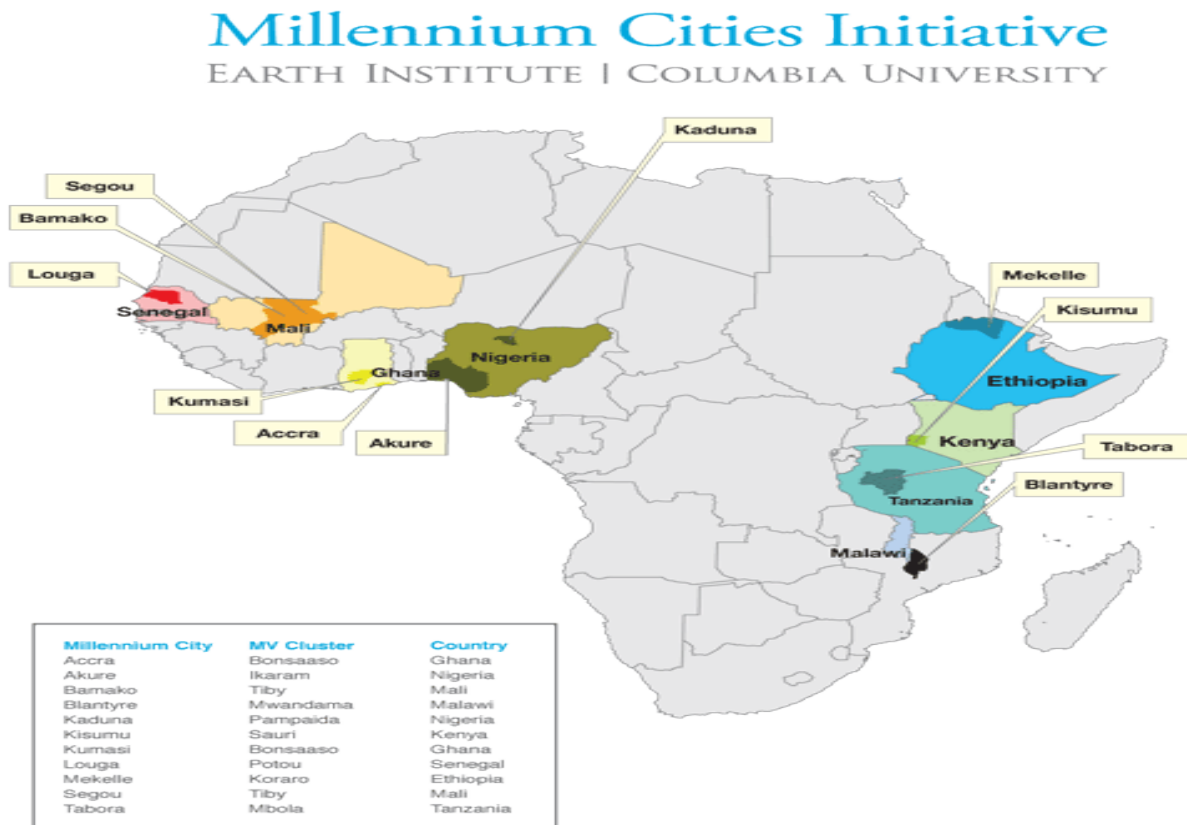 Millennium Cities Initiative
EARTH INSTITUTE | COLUMBIA UNIVERSITY
Kaduna
Segou
Bamako
Louga
Senegal
Mali
Nigeria
Ghana
Kumasi
Accra
Akure
Mekelle
Kisumu
Ethiopia
Kenya
Tabora
Tanzania
Blantyre
Malawi
Millennium City MV Cluster Country
Accra Bonsaaso Ghana
Akure Ikaram Nigeria
Bamako Tiby Mali
Blantyre Mwandama Malawi
Kaduna Pampaida Nigeria
Kisumu Sauri Kenya
Kumasi Bonsaaso Ghana
Louga Potou Senegal
Mekelle Koraro Ethiopia
Segou Tiby Mali
Tabora Mbola Tanzania